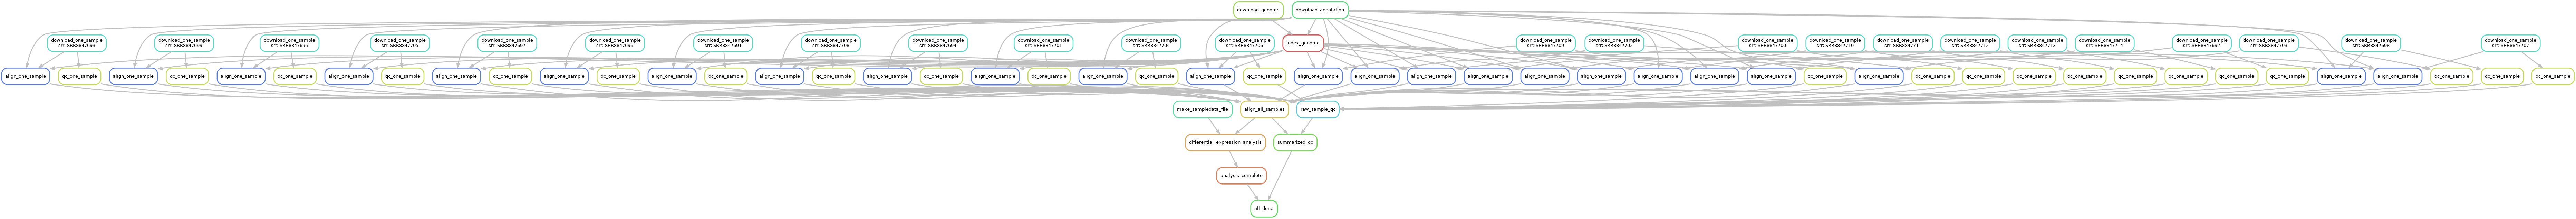 download_genome
download_annotation
download_one_sample
srr: SRR8847693
download_one_sample
srr: SRR8847699
download_one_sample
srr: SRR8847695
download_one_sample
srr: SRR8847705
download_one_sample
srr: SRR8847697
download_one_sample
srr: SRR8847696
download_one_sample
srr: SRR8847691
download_one_sample
srr: SRR8847708
download_one_sample
srr: SRR8847694
download_one_sample
srr: SRR8847701
download_one_sample
srr: SRR8847704
download_one_sample
srr: SRR8847706
index_genome
download_one_sample
srr: SRR8847709
download_one_sample
srr: SRR8847702
download_one_sample
srr: SRR8847700
download_one_sample
srr: SRR8847710
download_one_sample
srr: SRR8847711
download_one_sample
srr: SRR8847712
download_one_sample
srr: SRR8847713
download_one_sample
srr: SRR8847714
download_one_sample
srr: SRR8847692
download_one_sample
srr: SRR8847703
download_one_sample
srr: SRR8847698
download_one_sample
srr: SRR8847707
align_one_sample
qc_one_sample
align_one_sample
qc_one_sample
align_one_sample
qc_one_sample
align_one_sample
qc_one_sample
align_one_sample
qc_one_sample
align_one_sample
qc_one_sample
align_one_sample
qc_one_sample
align_one_sample
qc_one_sample
align_one_sample
qc_one_sample
align_one_sample
qc_one_sample
align_one_sample
qc_one_sample
align_one_sample
qc_one_sample
align_one_sample
align_one_sample
align_one_sample
align_one_sample
align_one_sample
align_one_sample
align_one_sample
align_one_sample
align_one_sample
qc_one_sample
align_one_sample
qc_one_sample
qc_one_sample
qc_one_sample
qc_one_sample
qc_one_sample
qc_one_sample
qc_one_sample
qc_one_sample
align_one_sample
align_one_sample
qc_one_sample
qc_one_sample
qc_one_sample
make_sampledata_file
align_all_samples
raw_sample_qc
differential_expression_analysis
summarized_qc
analysis_complete
all_done